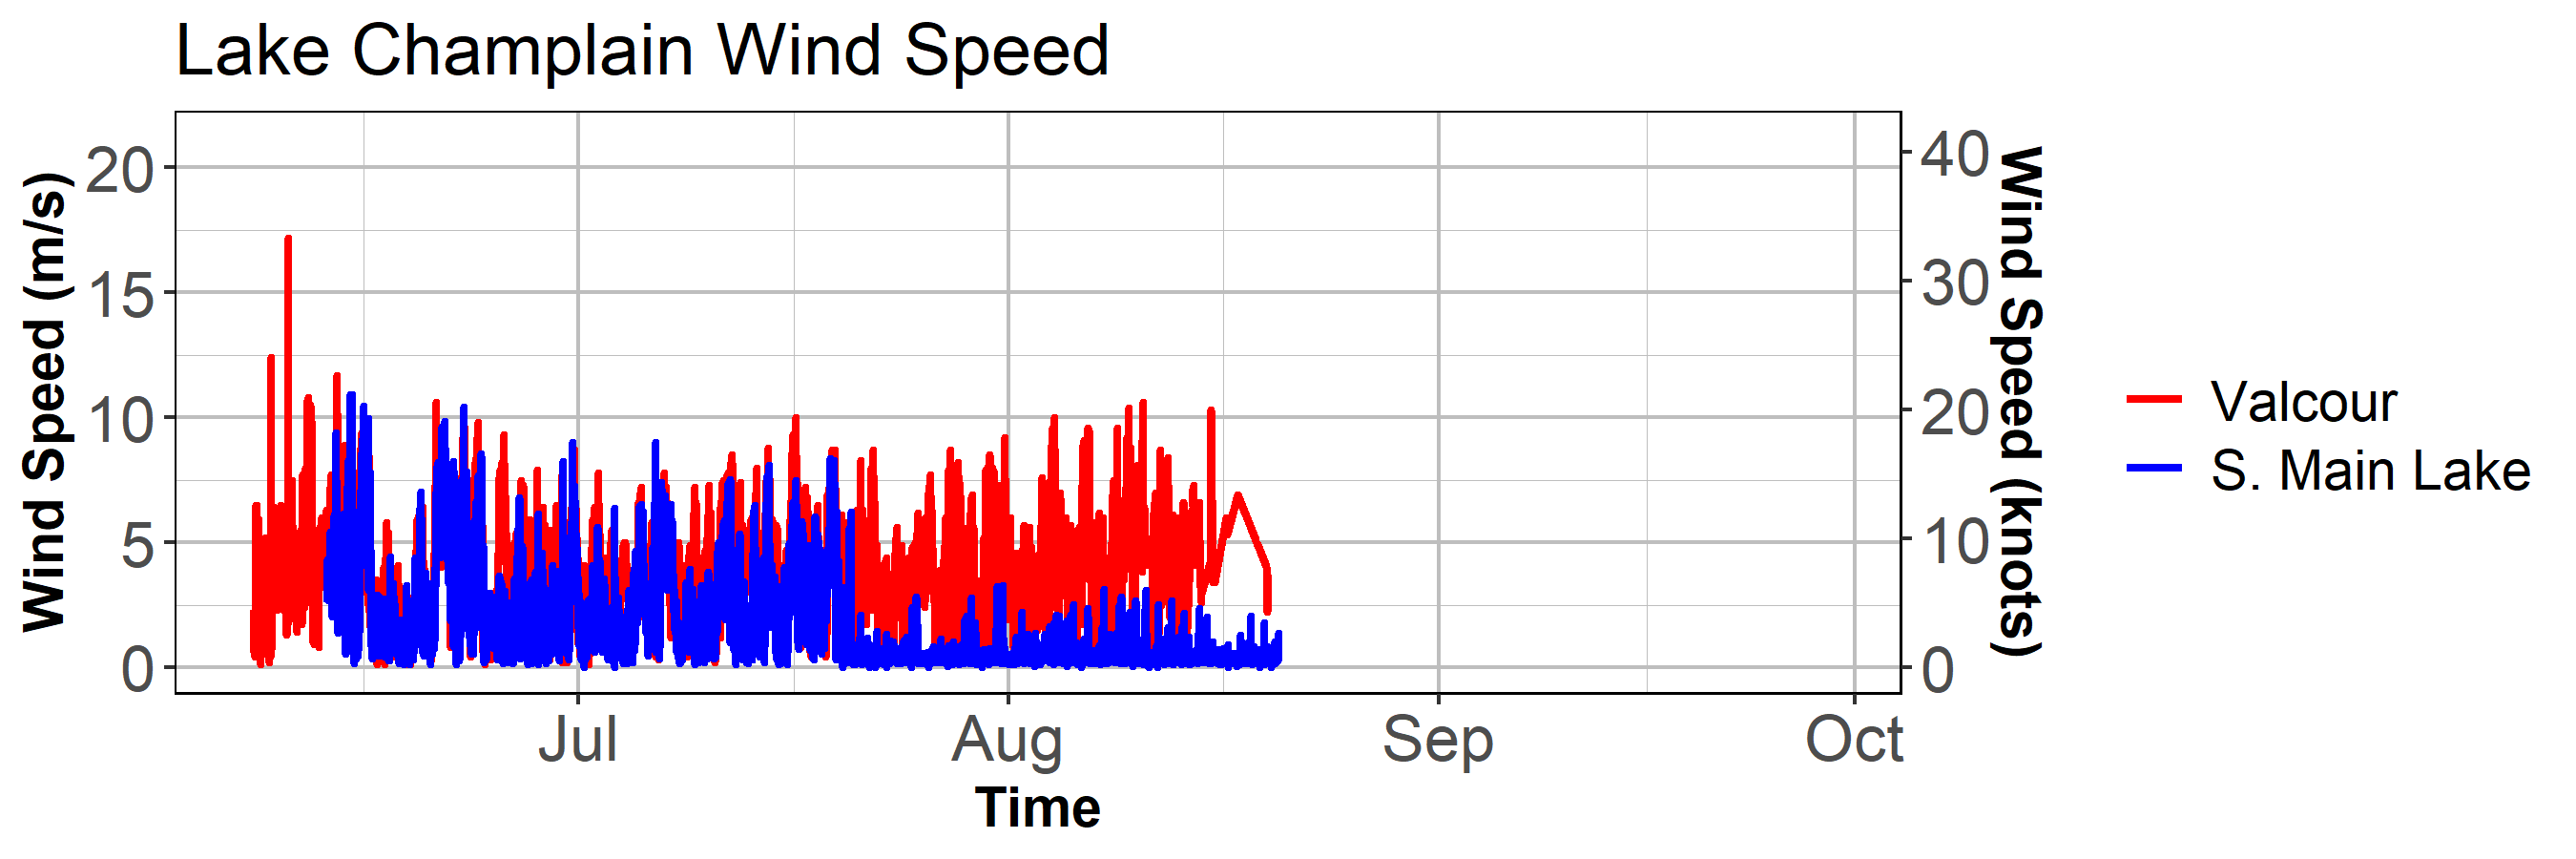 Lake Champlain Wind Speed
Wind Speed (m/s)
20
15
10
5
0
40
30
20
10
0
Wind Speed (knots)
Jul
Aug
Sep
Oct
Time
Valcour
S. Main Lake